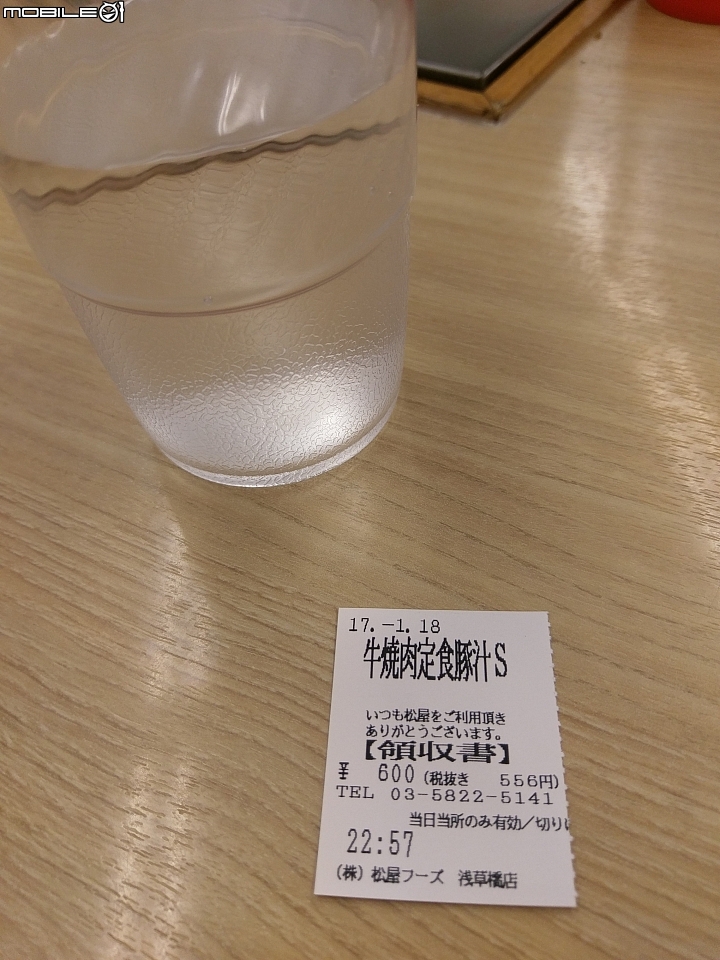 MOBILE01
17.-1.18
牛焼肉定食豚汁S
いつも松屋をご利用頂き
ありがとうございます。
【領収書】
¥ 600(税抜き 556円)
TEL 03-5822-5141
当日当所のみ有効/切り
22:57
(株)松屋フーズ 浅草橋店